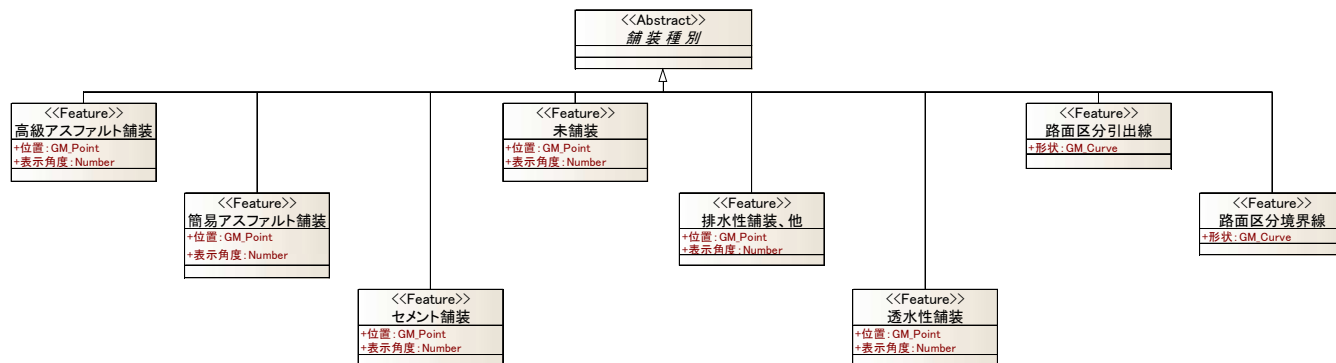 <<Abstract>>
舗装種別
<<Feature>>
高級アスファルト舗装
+位置:GM_Point
+表示角度:Number
<<Feature>>
未舗装
+位置:GM_Point
+表示角度:Number
<<Feature>>
路面区分引出線
+形状:GM_Curve
<<Feature>>
簡易アスファルト舗装
+位置:GM_Point
+表示角度:Number
<<Feature>>
排水性舗装、他
+位置:GM_Point
+表示角度:Number
<<Feature>>
路面区分境界線
+形状:GM_Curve
<<Feature>>
セメント舗装
+位置:GM_Point
+表示角度:Number
<<Feature>>
透水性舗装
+位置:GM_Point
+表示角度:Number